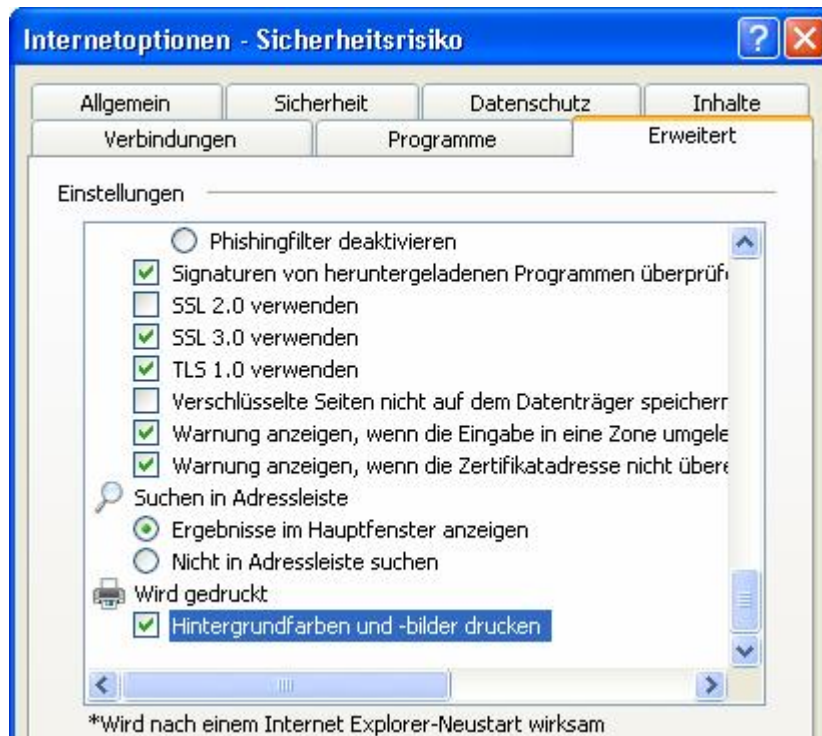 Internetoptionen - Sicherheitsrisiko
Allgemein Sicherheit Datenschutz Inhalte
Verbindungen Programme Erweitert
Einstellungen
Phishingfilter deaktivieren
Signaturen von heruntergeladenen Programmen überprüf
SSL 2.0 verwenden
SSL 3.0 verwenden
TLS 1.0 verwenden
Verschlüsselte Seiten nicht auf dem Datenträger speicher
Warnung anzeigen, wenn die Eingabe in eine Zone umgele
Warnung anzeigen, wenn die Zertifikatadresse nicht übere
Suchen in Adressleiste
Ergebnisse im Hauptfenster anzeigen
Nicht in Adressleiste suchen
Wird gedruckt
Hintergrundfarben und -bilder drucken
*Wird nach einem Internet Explorer-Neustart wirksam